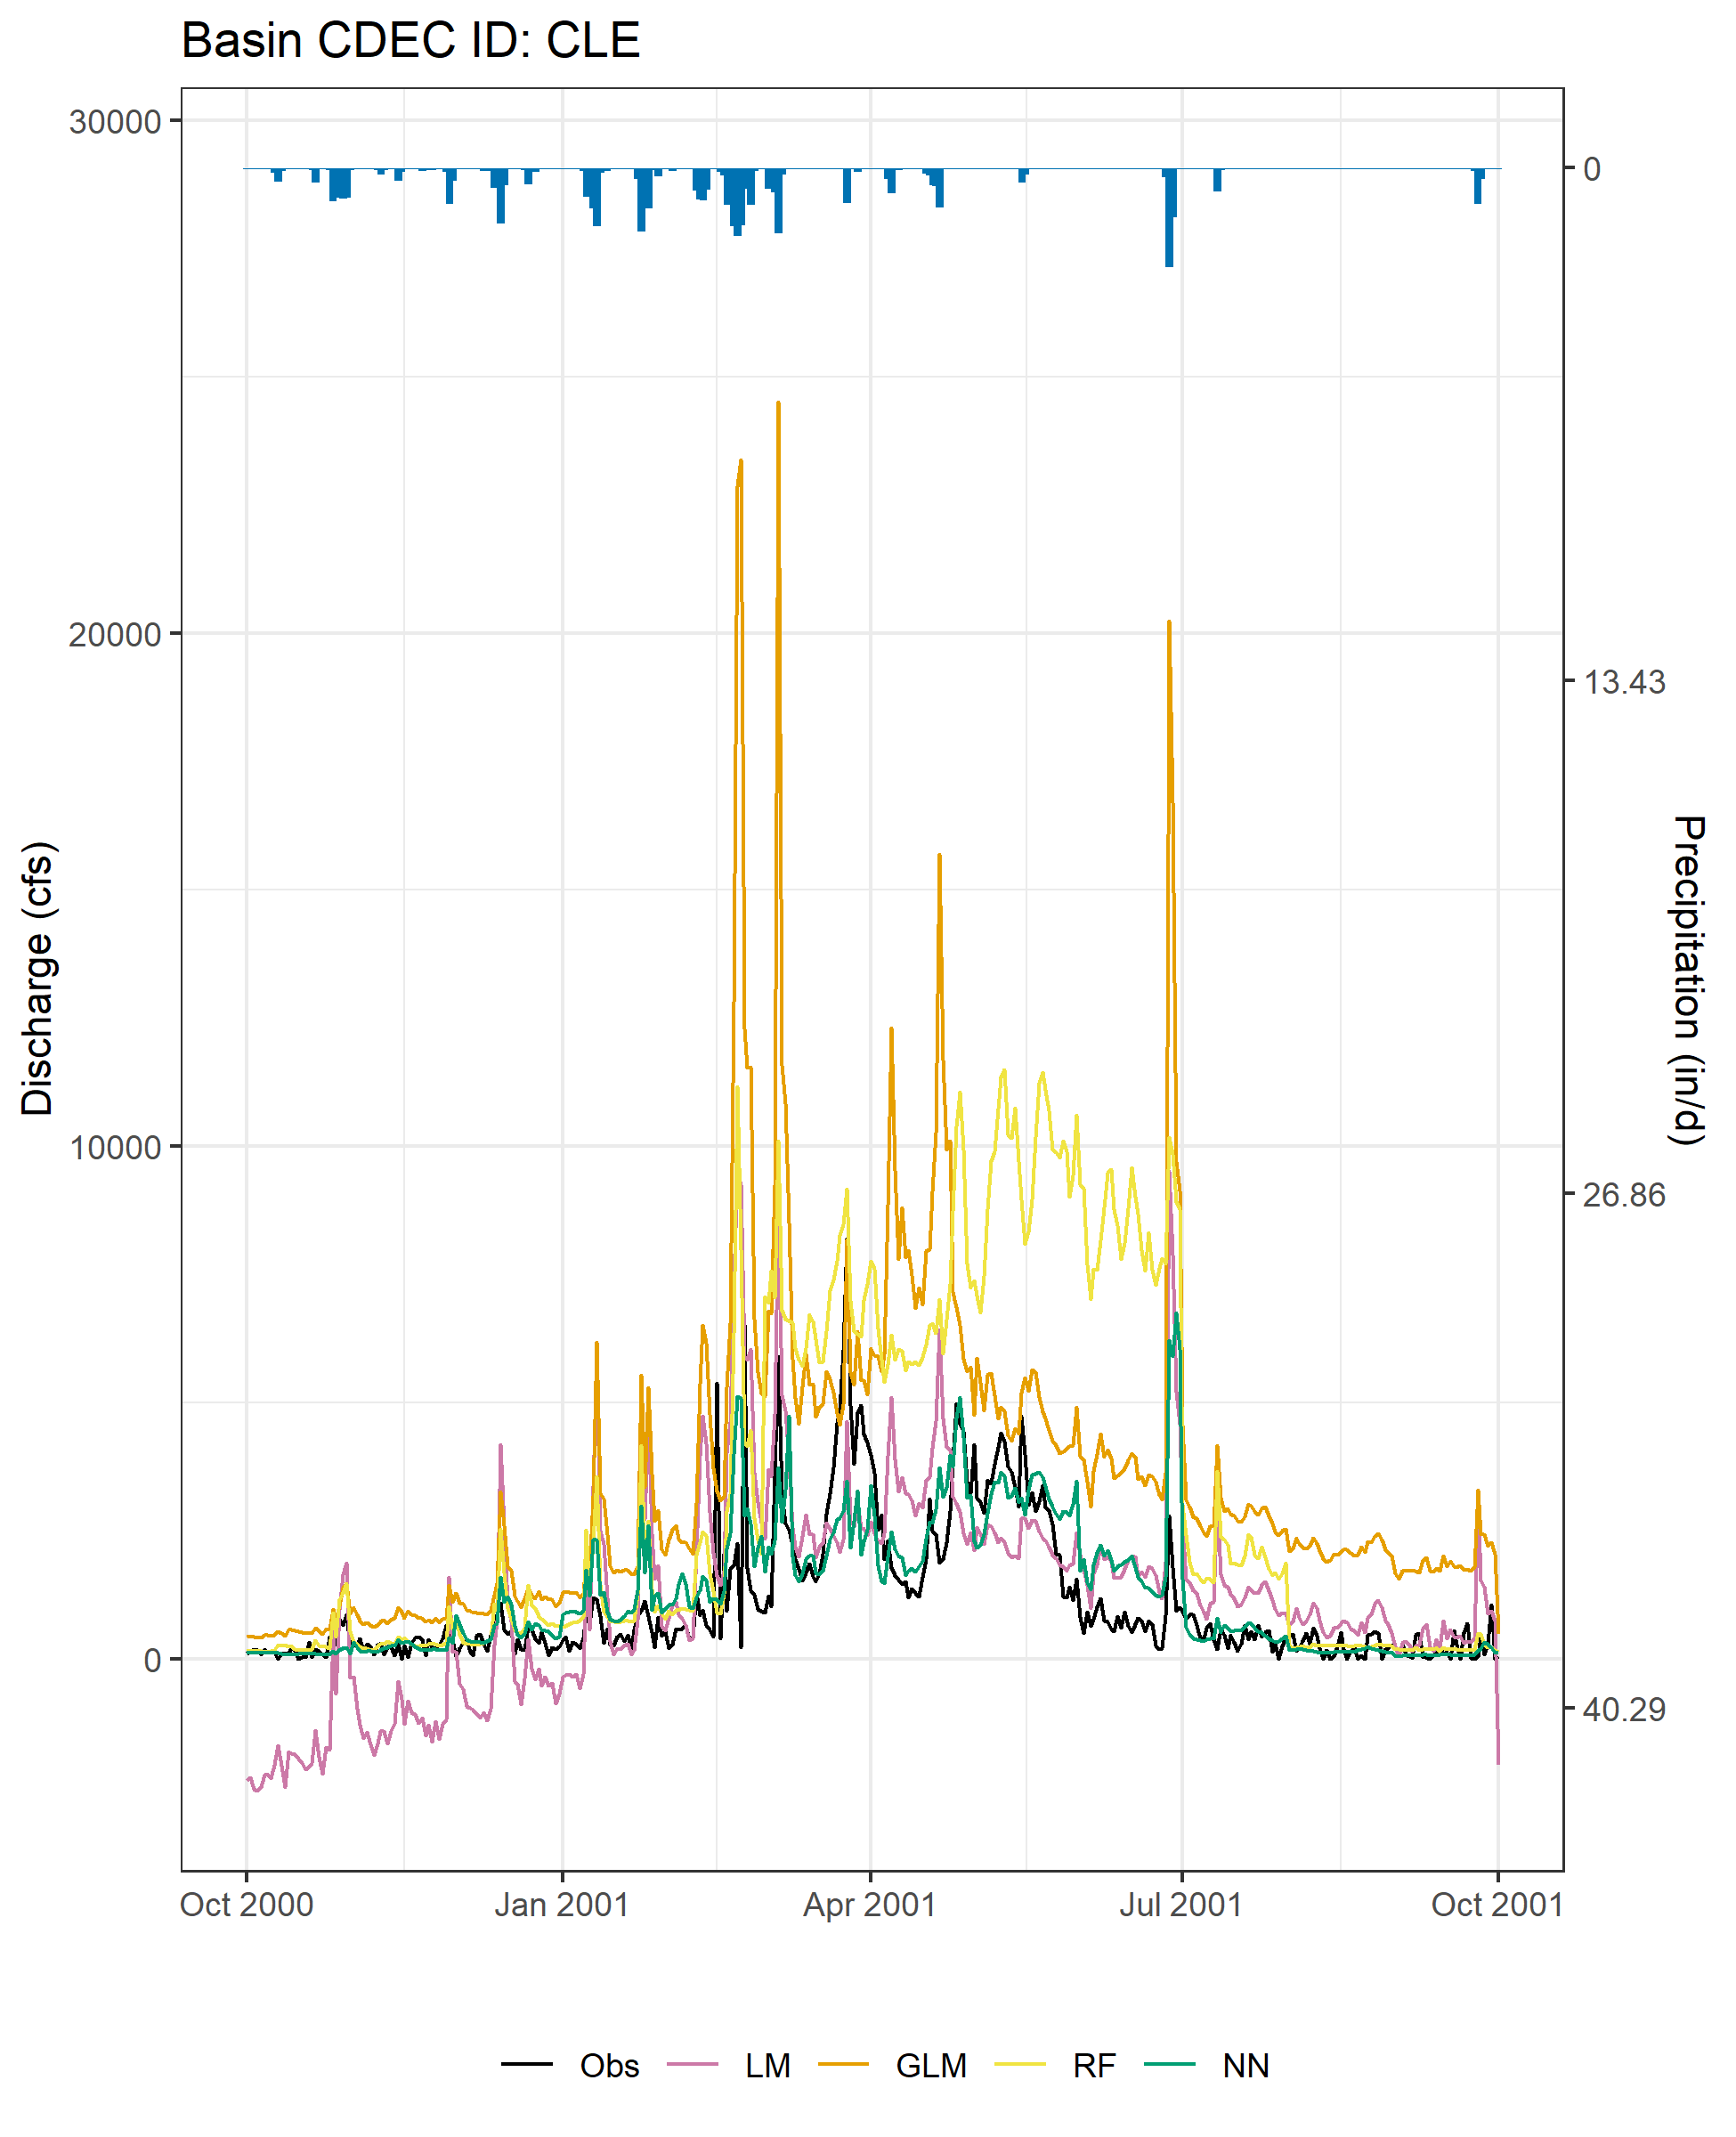 Basin CDEC ID: CLE
30000
20000
10000
0
Discharge (cfs)
0
13.43
26.86
40.29
Precipitation (in/d)
Oct 2000
Jan 2001
Apr 2001
Jul 2001
Oct 2001
Obs
LM
GLM
RF
NN